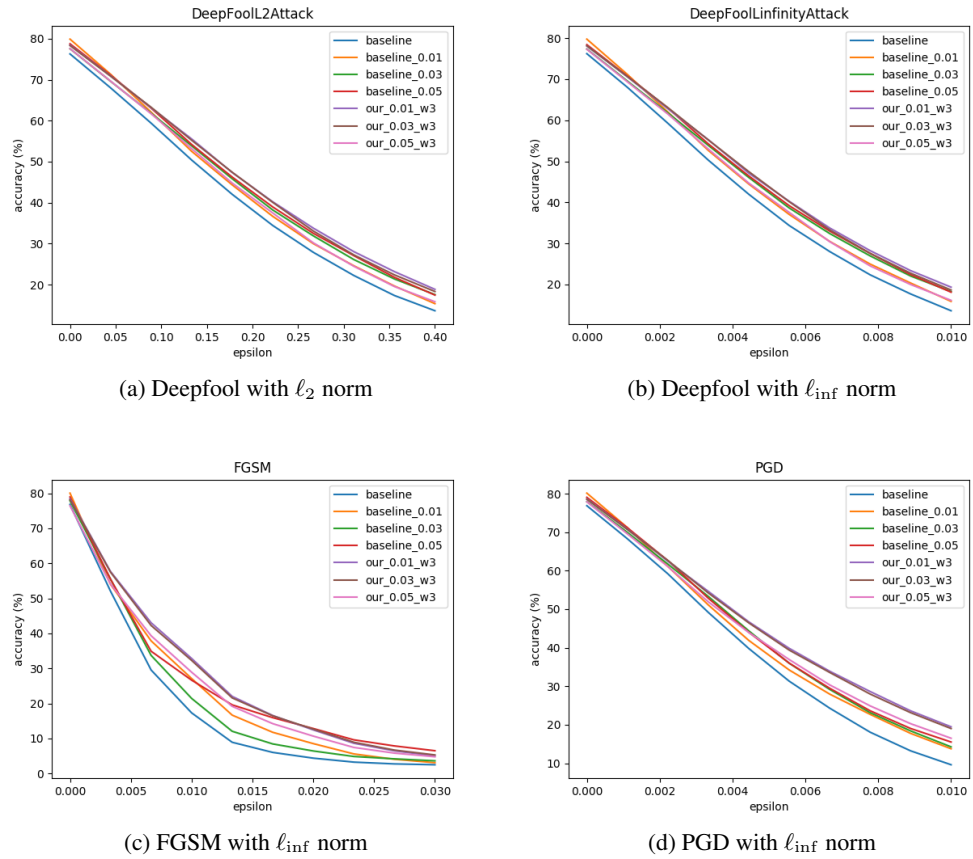 DeepFoolL2Attack
accuracy (%)
80
70
60
50
40
30
20
baseline
baseline_0.01
baseline_0.03
baseline_0.05
our_0.01_w3
our_0.03_w3
our_0.05_w3
0.00 0.05 0.10 0.15 0.20 0.25 0.30 0.35 0.40
epsilon
(a) Deepfool with ℓ₂ norm
DeepFoolLinfinityAttack
accuracy (%)
80
70
60
50
40
30
20
baseline
baseline_0.01
baseline_0.03
baseline_0.05
our_0.01_w3
our_0.03_w3
our_0.05_w3
0.000 0.002 0.004 0.006 0.008 0.010
epsilon
(b) Deepfool with ℓinf norm
FGSM
accuracy (%)
80
70
60
50
40
30
20
10
0
baseline
baseline_0.01
baseline_0.03
baseline_0.05
our_0.01_w3
our_0.03_w3
our_0.05_w3
0.000 0.005 0.010 0.015 0.020 0.025 0.030
epsilon
(c) FGSM with ℓinf norm
PGD
accuracy (%)
80
70
60
50
40
30
20
10
baseline
baseline_0.01
baseline_0.03
baseline_0.05
our_0.01_w3
our_0.03_w3
our_0.05_w3
0.000 0.002 0.004 0.006 0.008 0.010
epsilon
(d) PGD with ℓinf norm